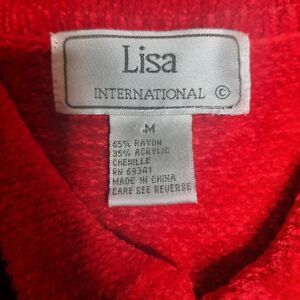 Lisa
INTERNATIONAL ©
M
65% RAYON
35% ACRYLIC
CHENILLE
RN 69341
MADE IN CHINA
CARE SEE REVERSE